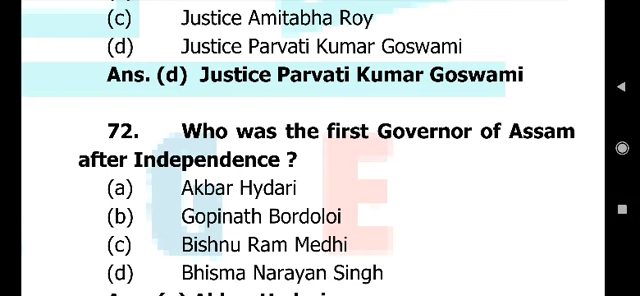 (c) Justice Amitabha Roy
(d) Justice Parvati Kumar Goswami
Ans. (d) Justice Parvati Kumar Goswami
72. Who was the first Governor of Assam
after Independence ?
(a) Akbar Hydari
(b) Gopinath Bordoloi
(c) Bishnu Ram Medhi
(d) Bhisma Narayan Singh